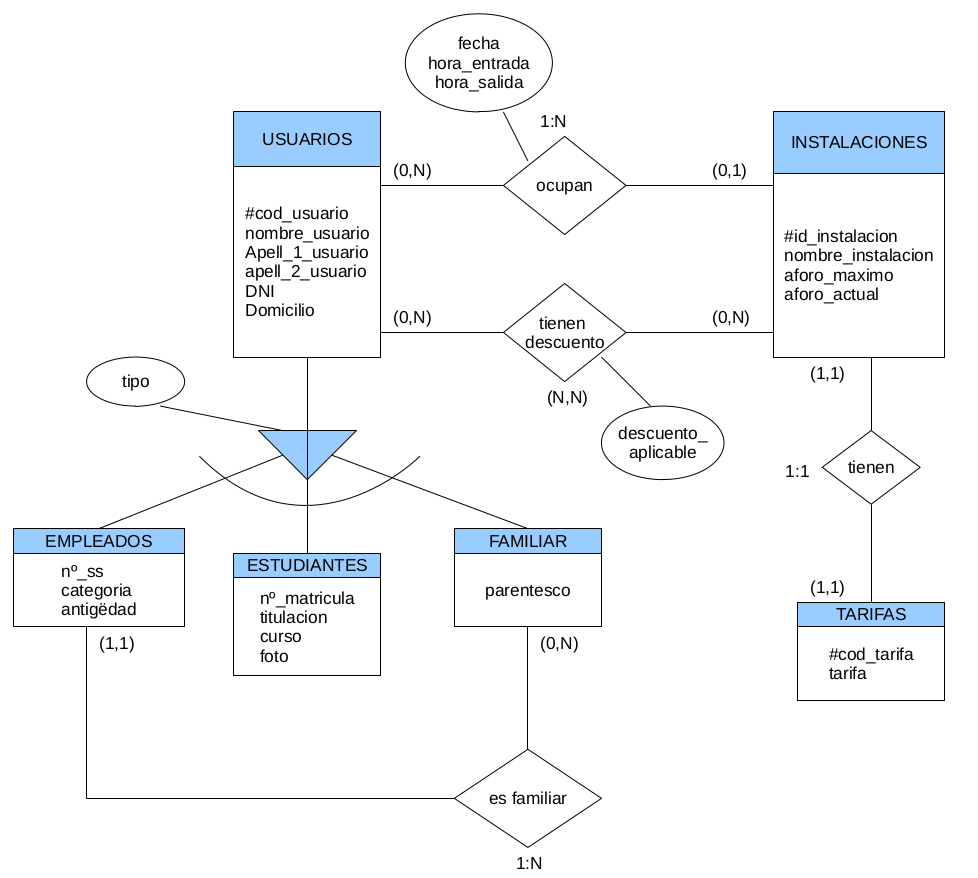 fecha
hora_entrada
hora_salida
1:N
USUARIOS
INSTALACIONES
(0,N)
ocupan
(0,1)
#cod_usuario
nombre_usuario
Apell_1_usuario
apell_2_usuario
DNI
Domicilio
#id_instalacion
nombre_instalacion
aforo_maximo
aforo_actual
(0,N)
tienen
descuento
(0,N)
(N,N)
tipo
descuento_
aplicable
(1,1)
1:1
tienen
EMPLEADOS
nº_ss
categoria
antigëdad
(1,1)
ESTUDIANTES
nº_matricula
titulacion
curso
foto
FAMILIAR
parentesco
(0,N)
(1,1)
TARIFAS
#cod_tarifa
tarifa
es familiar
1:N